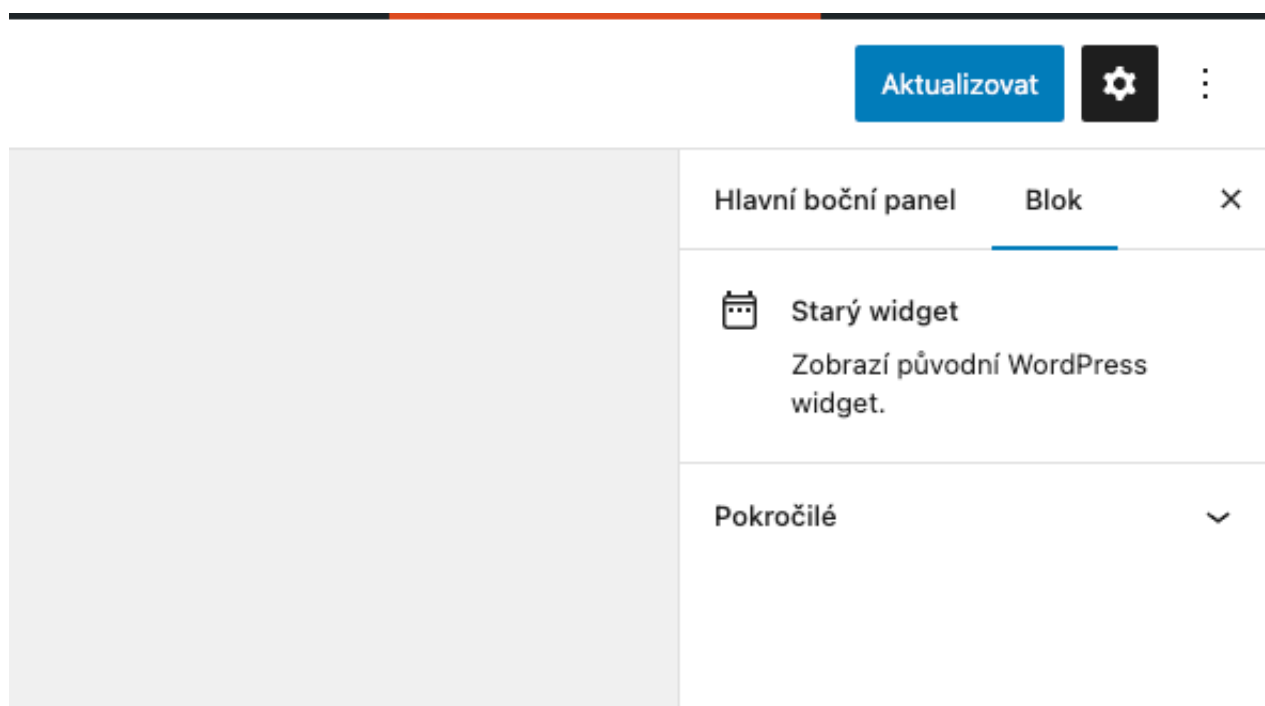 Aktualizovat
Hlavní boční panel Blok
Starý widget
Zobrazí původní WordPress
widget.
Pokročilé